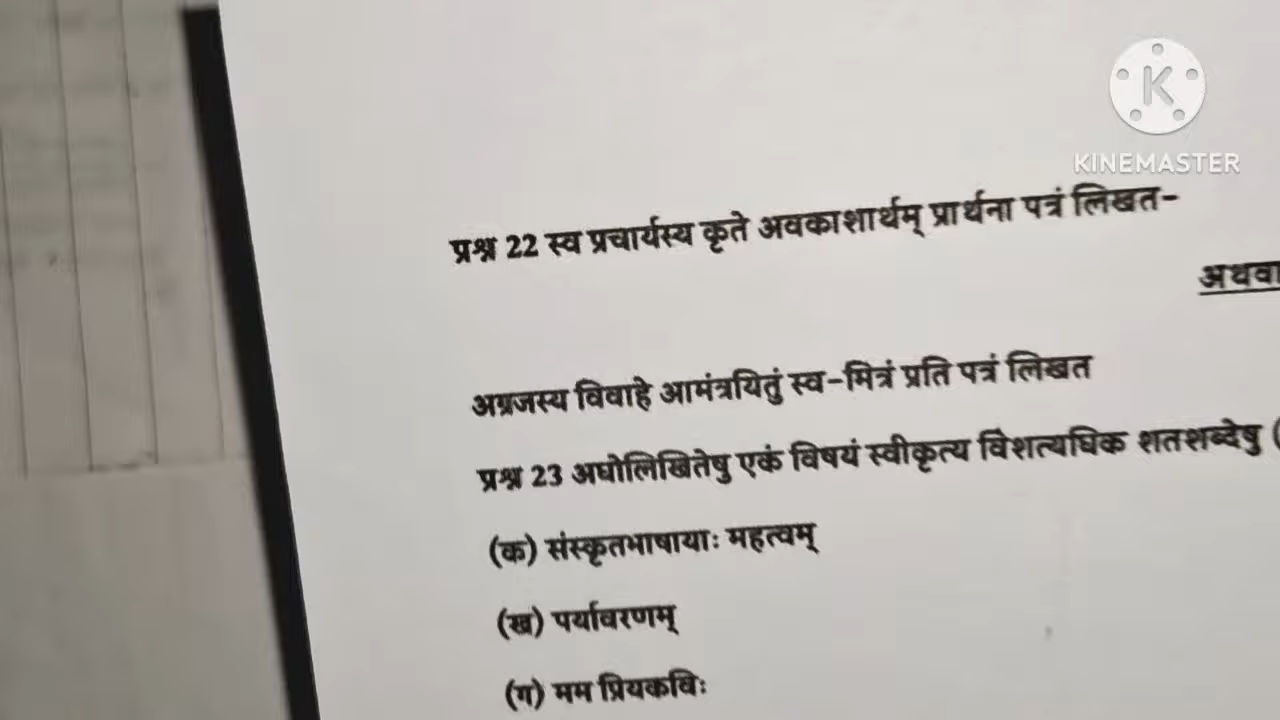 KINEMASTER
प्रश्न 22 स्व प्रचार्यस्य कृते अवकाशार्थम् प्रार्थना पत्रं लिखत-
अथवा
अग्रजस्य विवाहे आमंत्रयितुं स्व-मित्रं प्रति पत्रं लिखत
प्रश्न 23 अधोलिखितेषु एकं विषयं स्वीकृत्य विंशत्यधिक शतशब्देषु (
(क) संस्कृतभाषायाः महत्वम्
(ख) पर्यावरणम्
(ग) मम प्रियकविः